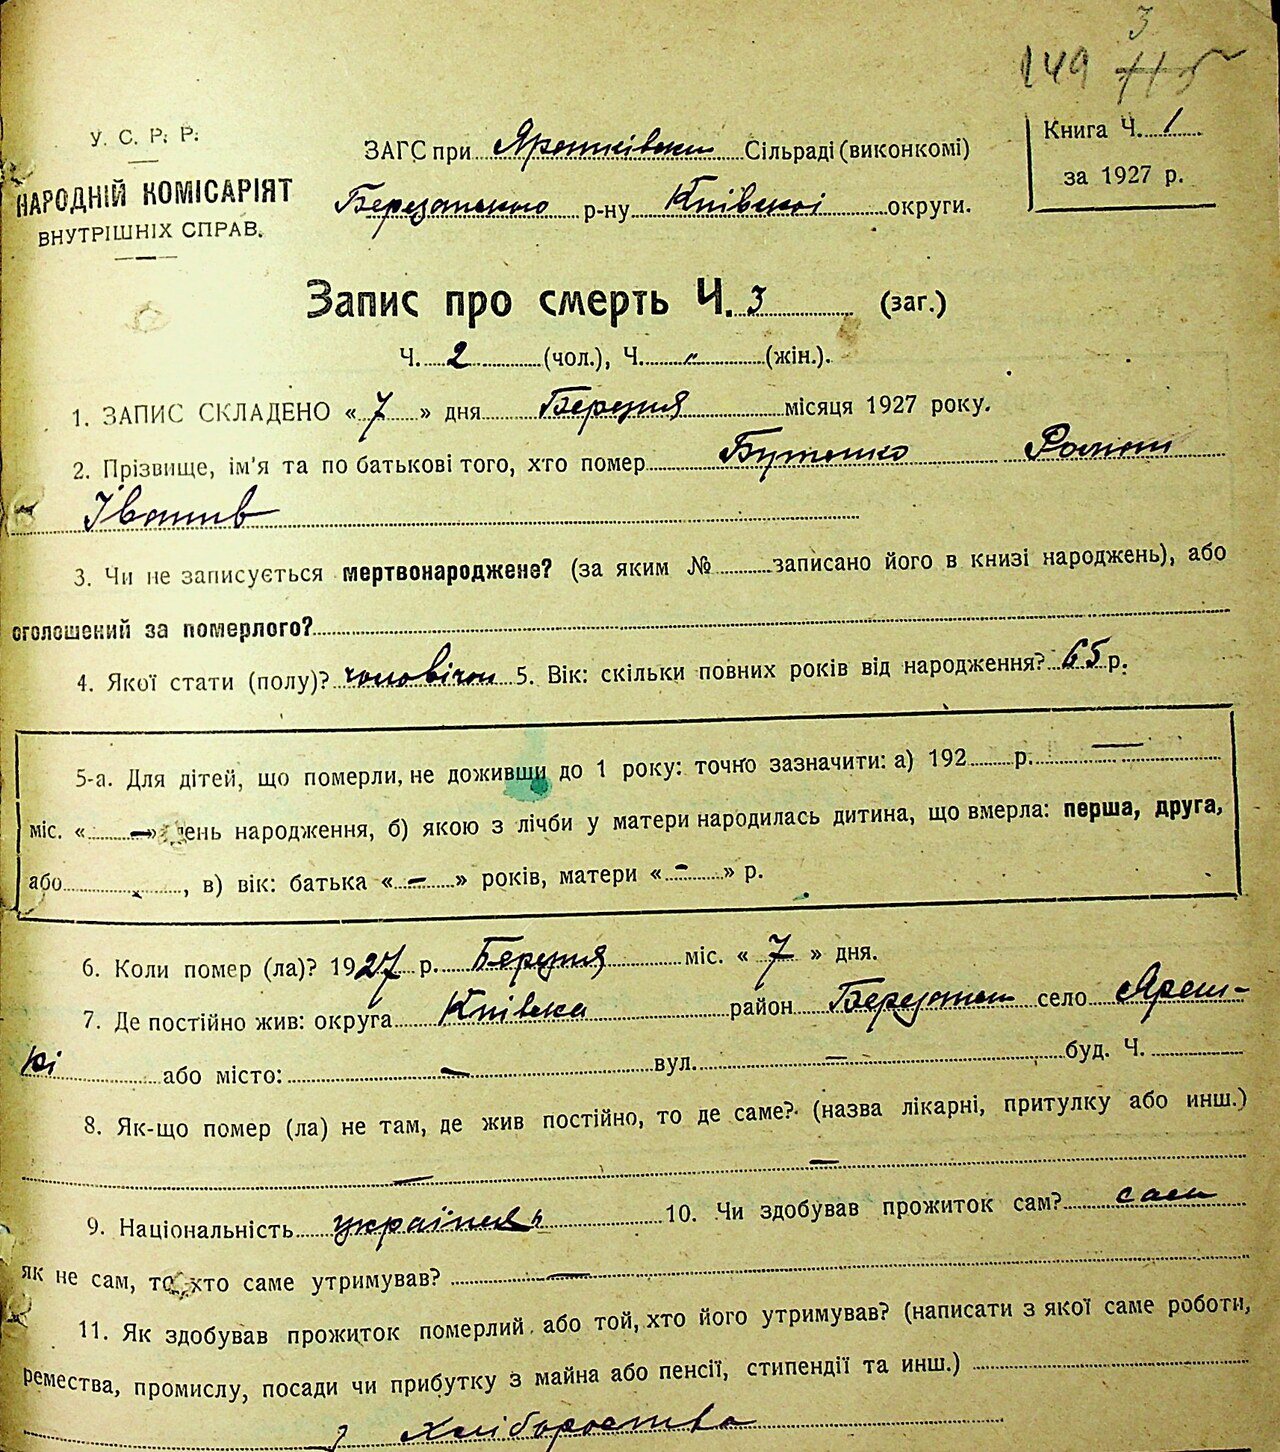 3
149 115
У. С. Р. Р.
НАРОДНІЙ КОМІСАРІЯТ
ВНУТРІШНІХ СПРАВ.
ЗАГС при Ярешківськ Сільраді (виконкомі)
Березанського р-ну Київської округи.
Книга Ч. 1
за 1927 р.
Запис про смерть Ч. 3 (заг.)
Ч. 2 (чол.), Ч. „ (жін.).
1. ЗАПИС СКЛАДЕНО « 7 » дня Березня місяця 1927 року.
2. Прізвище, ім'я та по батькові того, хто помер Бутенко Роман
Іванів
3. Чи не записується мертвонароджене? (за яким № записано його в книзі народжень), або
оголошений за померлого?
4. Якої стати (полу)? чоловічої 5. Вік: скільки повних років від народження? 65 р.
5-а. Для дітей, що померли, не доживши до 1 року: точно зазначити: а) 192 р. —
міс. « — » день народження, б) якою з лічби у матери народилась дитина, що вмерла: перша, друга,
або , в) вік: батька « — » років, матери « - » р.
6. Коли помер (ла)? 1927 р. Березня міс. « 7 » дня.
7. Де постійно жив: округа Київська район Березанськ село Ареш-
кі або місто: — вул. — буд. Ч.
8. Як-що помер (ла) не там, де жив постійно, то де саме? (назва лікарні, притулку або инш.)
— —
9. Національність українець 10. Чи здобував прожиток сам? сам
як не сам, то хто саме утримував? —
11. Як здобував прожиток померлий або той, хто його утримував? (написати з якої саме роботи,
ремества, промислу, посади чи прибутку з майна або пенсії, стипендії та инш.)
з хліборобства